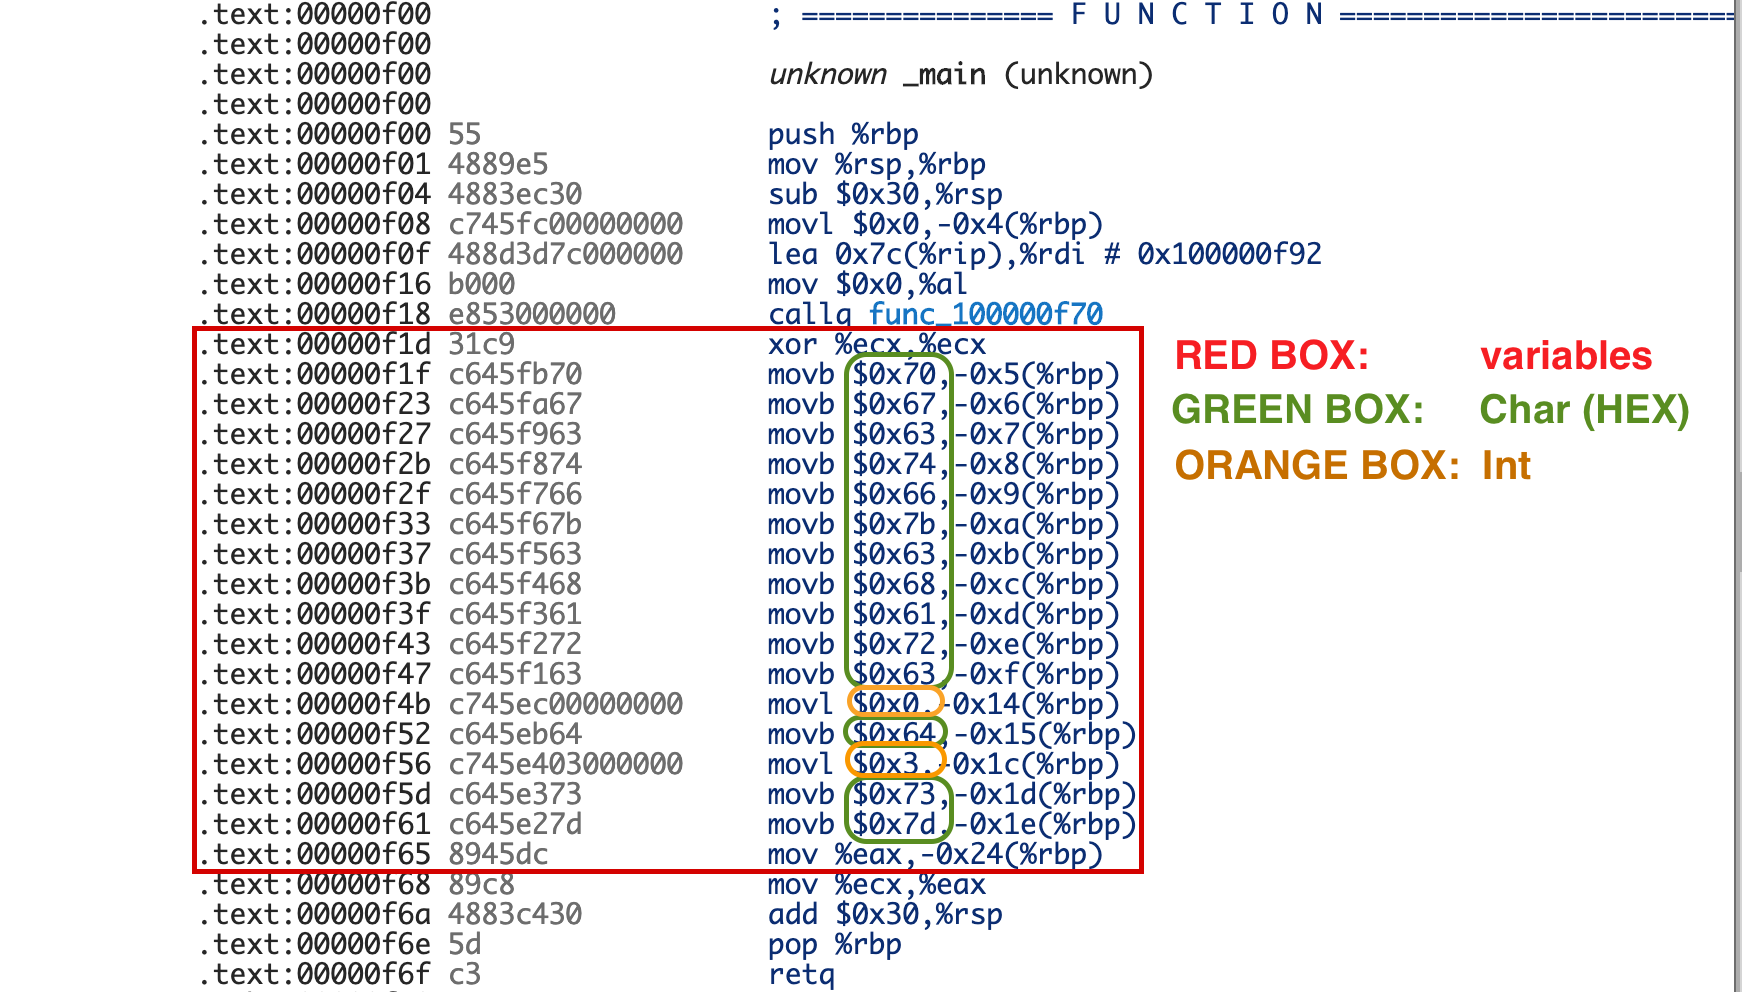 .text:00000f00 ; =============== F U N C T I O N ========================
.text:00000f00
.text:00000f00 unknown _main (unknown)
.text:00000f00
.text:00000f00 55 push %rbp
.text:00000f01 4889e5 mov %rsp,%rbp
.text:00000f04 4883ec30 sub $0x30,%rsp
.text:00000f08 c745fc00000000 movl $0x0,-0x4(%rbp)
.text:00000f0f 488d3d7c000000 lea 0x7c(%rip),%rdi # 0x100000f92
.text:00000f16 b000 mov $0x0,%al
.text:00000f18 e853000000 callq func_100000f70
.text:00000f1d 31c9 xor %ecx,%ecx
RED BOX: variables
.text:00000f1f c645fb70 movb $0x70,-0x5(%rbp)
.text:00000f23 c645fa67 movb $0x67,-0x6(%rbp)
GREEN BOX: Char (HEX)
.text:00000f27 c645f963 movb $0x63,-0x7(%rbp)
.text:00000f2b c645f874 movb $0x74,-0x8(%rbp)
ORANGE BOX: Int
.text:00000f2f c645f766 movb $0x66,-0x9(%rbp)
.text:00000f33 c645f67b movb $0x7b,-0xa(%rbp)
.text:00000f37 c645f563 movb $0x63,-0xb(%rbp)
.text:00000f3b c645f468 movb $0x68,-0xc(%rbp)
.text:00000f3f c645f361 movb $0x61,-0xd(%rbp)
.text:00000f43 c645f272 movb $0x72,-0xe(%rbp)
.text:00000f47 c645f163 movb $0x63,-0xf(%rbp)
.text:00000f4b c745ec00000000 movl $0x0,-0x14(%rbp)
.text:00000f52 c645eb64 movb $0x64,-0x15(%rbp)
.text:00000f56 c745e403000000 movl $0x3,-0x1c(%rbp)
.text:00000f5d c645e373 movb $0x73,-0x1d(%rbp)
.text:00000f61 c645e27d movb $0x7d,-0x1e(%rbp)
.text:00000f65 8945dc mov %eax,-0x24(%rbp)
.text:00000f68 89c8 mov %ecx,%eax
.text:00000f6a 4883c430 add $0x30,%rsp
.text:00000f6e 5d pop %rbp
.text:00000f6f c3 retq